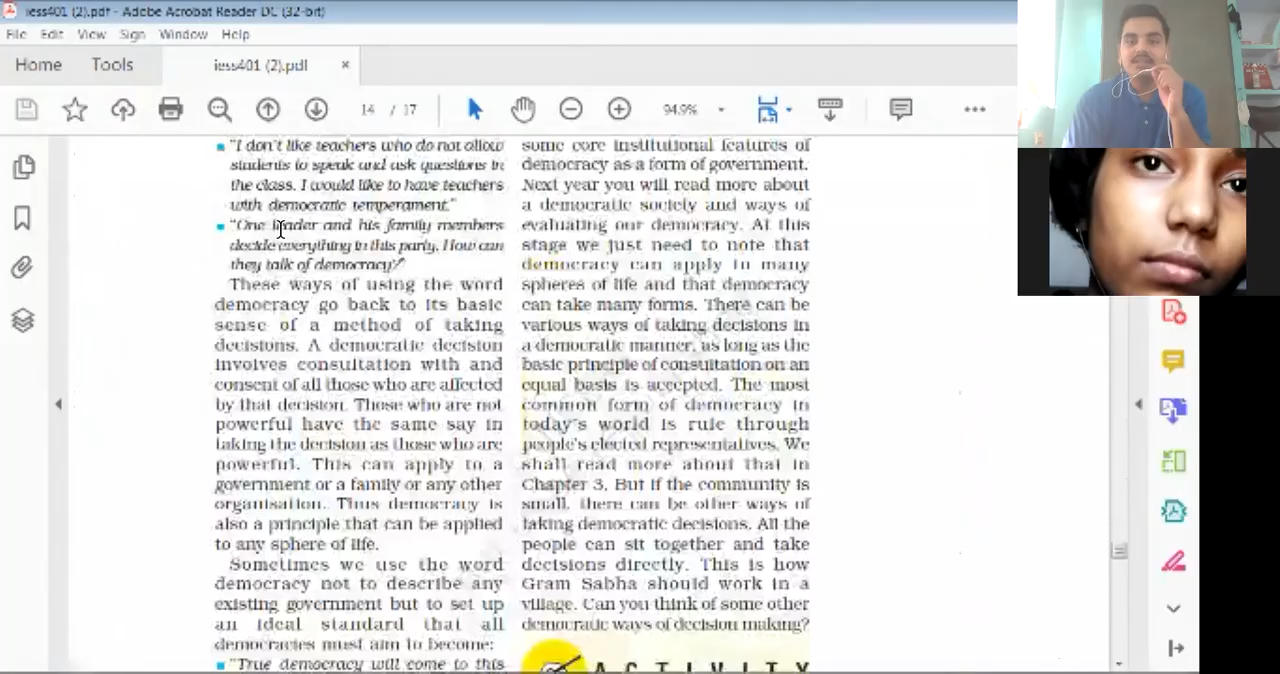 iess401 (2).pdf - Adobe Acrobat Reader DC (32-bit)
File Edit View Sign Window Help
Home Tools iess401 (2).pdf ×
14 / 17 94.9%
"I don't like teachers who do not allow
students to speak and ask questions in
the class. I would like to have teachers
with democratic temperament."
"One leader and his family members
decide everything in this party. How can
they talk of democracy?"
These ways of using the word
democracy go back to its basic
sense of a method of taking
decisions. A democratic decision
involves consultation with and
consent of all those who are affected
by that decision. Those who are not
powerful have the same say in
taking the decision as those who are
powerful. This can apply to a
government or a family or any other
organisation. Thus democracy is
also a principle that can be applied
to any sphere of life.
Sometimes we use the word
democracy not to describe any
existing government but to set up
an ideal standard that all
democracies must aim to become:
"True democracy will come to this
some core institutional features of
democracy as a form of government.
Next year you will read more about
a democratic society and ways of
evaluating our democracy. At this
stage we just need to note that
democracy can apply to many
spheres of life and that democracy
can take many forms. There can be
various ways of taking decisions in
a democratic manner, as long as the
basic principle of consultation on an
equal basis is accepted. The most
common form of democracy in
today's world is rule through
people's elected representatives. We
shall read more about that in
Chapter 3. But if the community is
small, there can be other ways of
taking democratic decisions. All the
people can sit together and take
decisions directly. This is how
Gram Sabha should work in a
village. Can you think of some other
democratic ways of decision making?
ACTIVITY